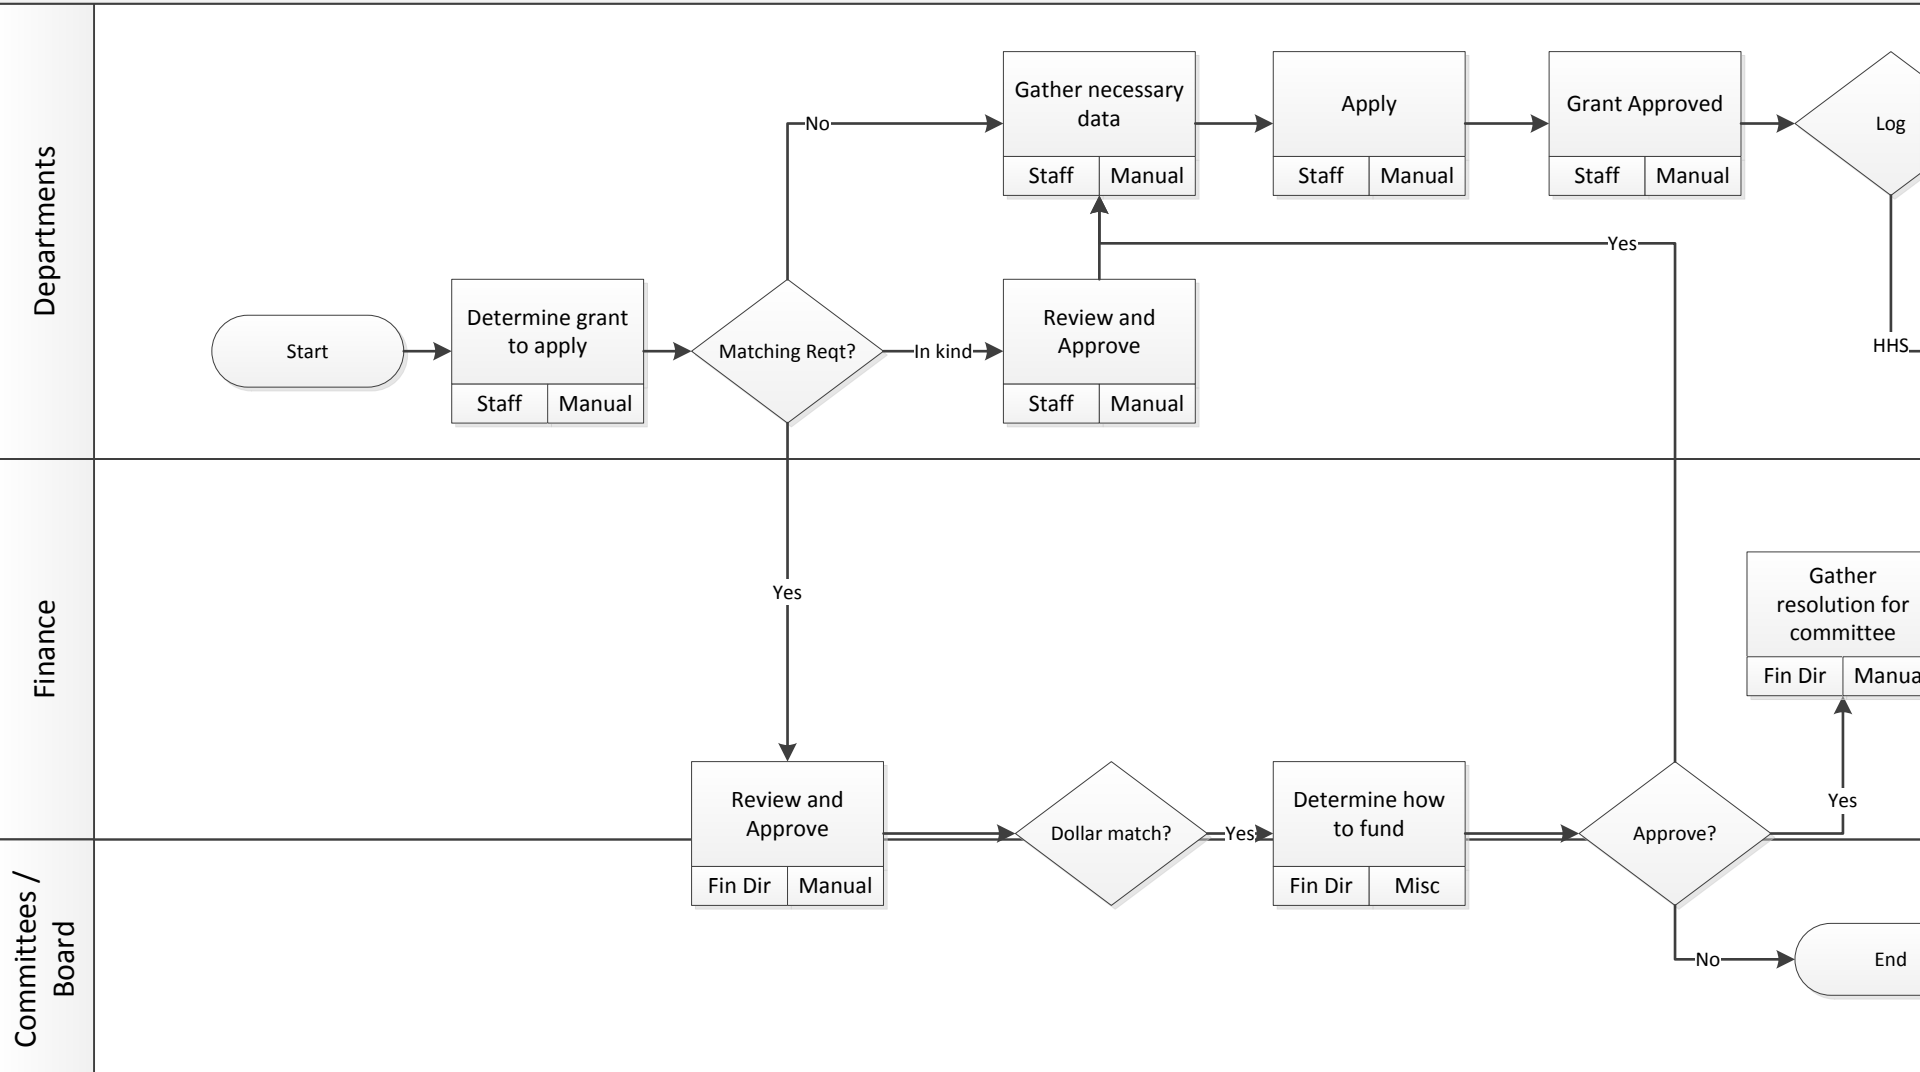 Departments
No
Gather necessary
data
Staff
Manual
Apply
Staff
Manual
Grant Approved
Staff
Manual
Log
Yes
Start
Determine grant
to apply
Staff
Manual
Matching Reqt?
In kind
Review and
Approve
Staff
Manual
HHS
Finance
Yes
Gather
resolution for
committee
Fin Dir
Manua
Review and
Approve
Fin Dir
Manual
Dollar match?
Yes
Determine how
to fund
Fin Dir
Misc
Approve?
Yes
Committees /
Board
No
End